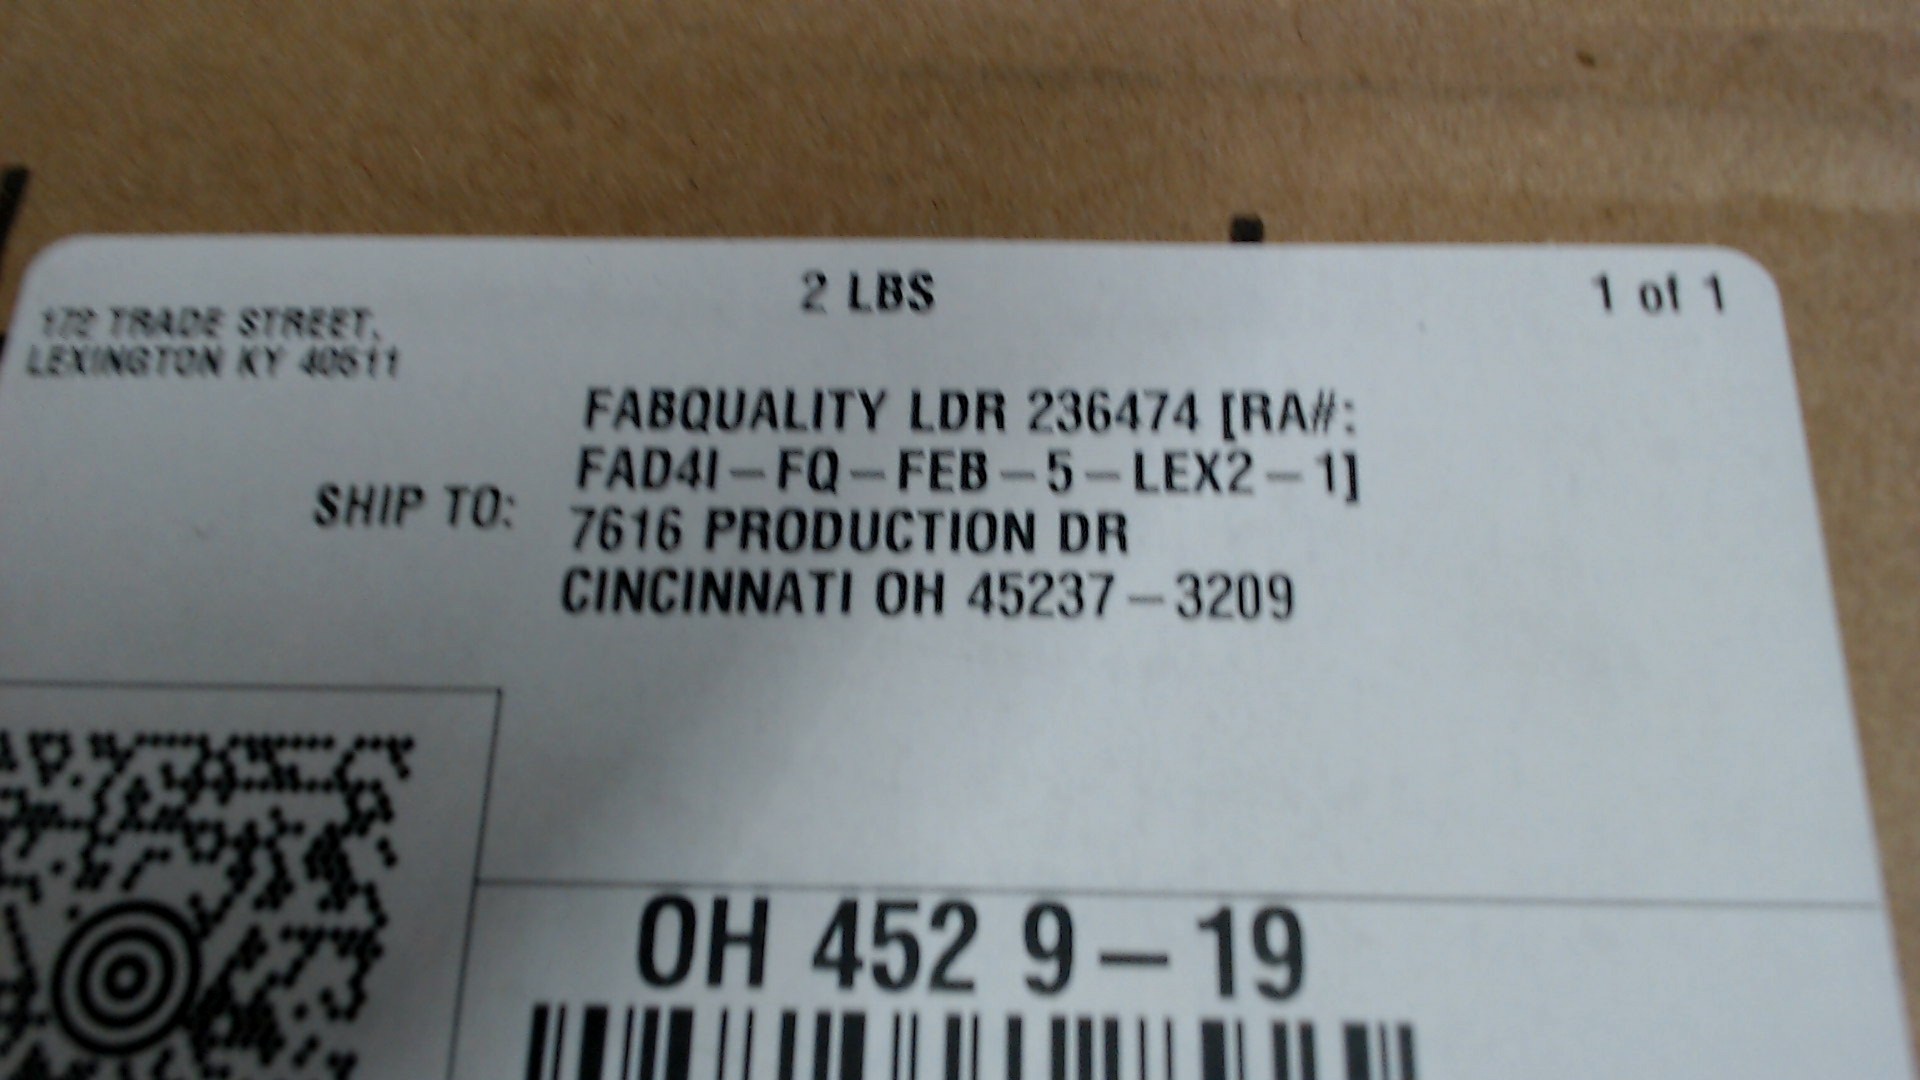 2 LBS
1 of 1
172 TRADE STREET,
LEXINGTON KY 40511
FABQUALITY LDR 236474 [RA#:
FAD4I-FQ-FEB-5-LEX2-1]
SHIP TO:
7616 PRODUCTION DR
CINCINNATI OH 45237-3209
OH 452 9-19